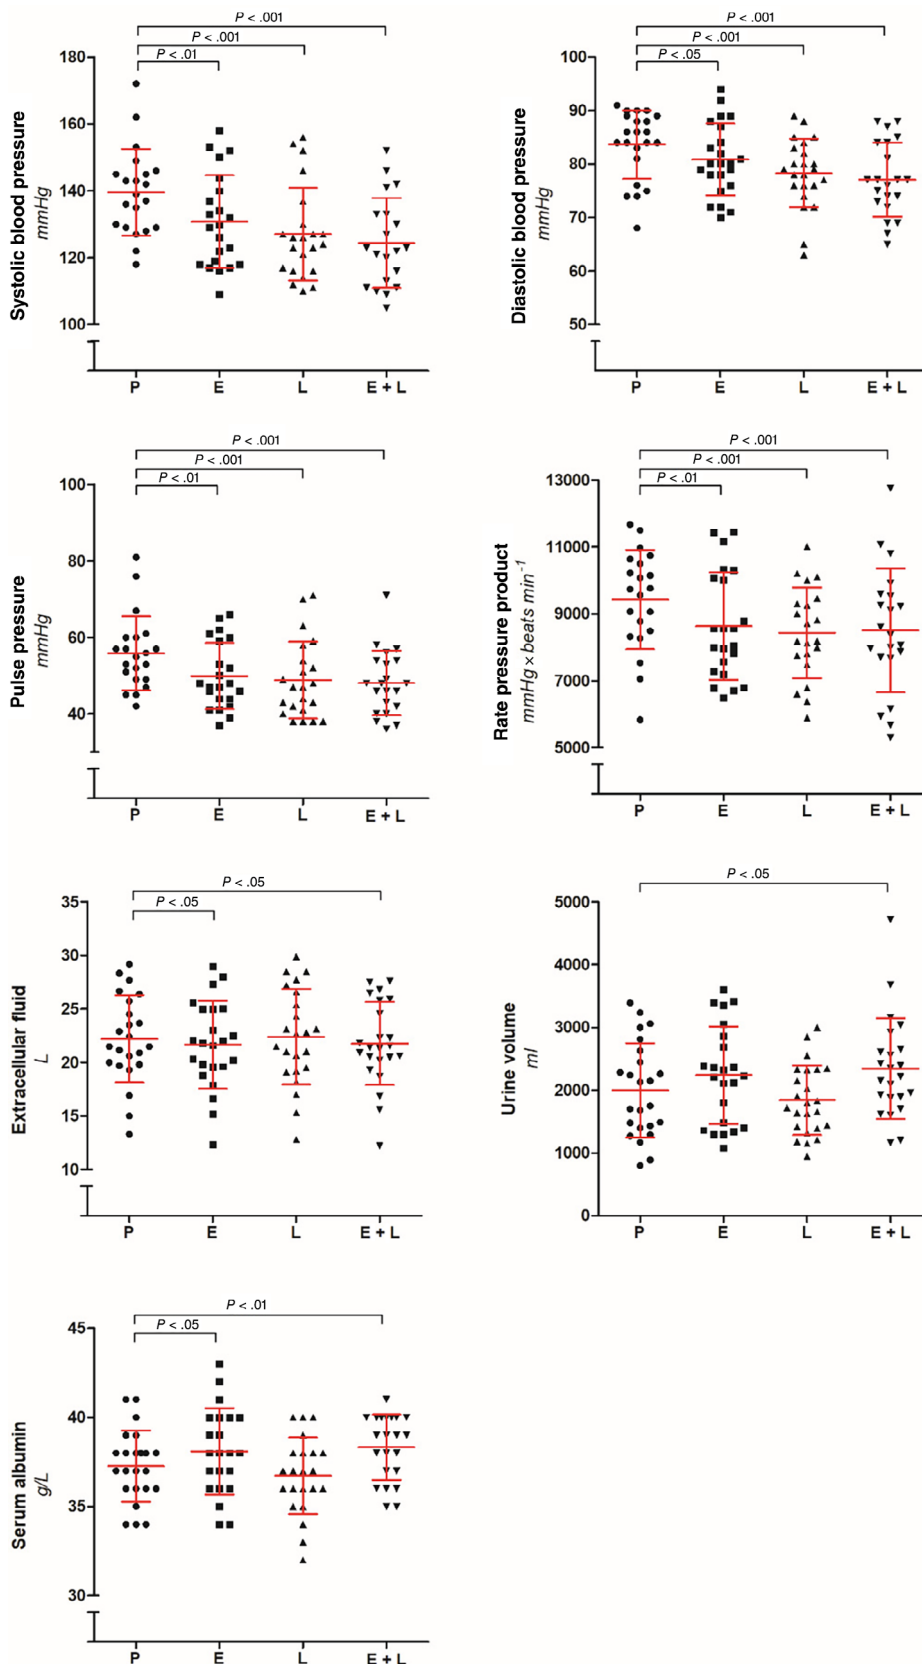 P < .001
P < .001
P < .01
180
160
140
120
100
Systolic blood pressure
mmHg
P
E
L
E + L
P < .001
P < .001
P < .05
100
90
80
70
60
50
Diastolic blood pressure
mmHg
P
E
L
E + L
P < .001
P < .001
P < .01
100
80
60
40
Pulse pressure
mmHg
P
E
L
E + L
P < .001
P < .001
P < .01
13000
11000
9000
7000
5000
Rate pressure product
mmHg × beats min⁻¹
P
E
L
E + L
P < .05
P < .05
35
30
25
20
15
10
Extracellular fluid
L
P
E
L
E + L
P < .05
5000
4000
3000
2000
1000
0
Urine volume
ml
P
E
L
E + L
P < .01
P < .05
45
40
35
30
Serum albumin
g/L
P
E
L
E + L